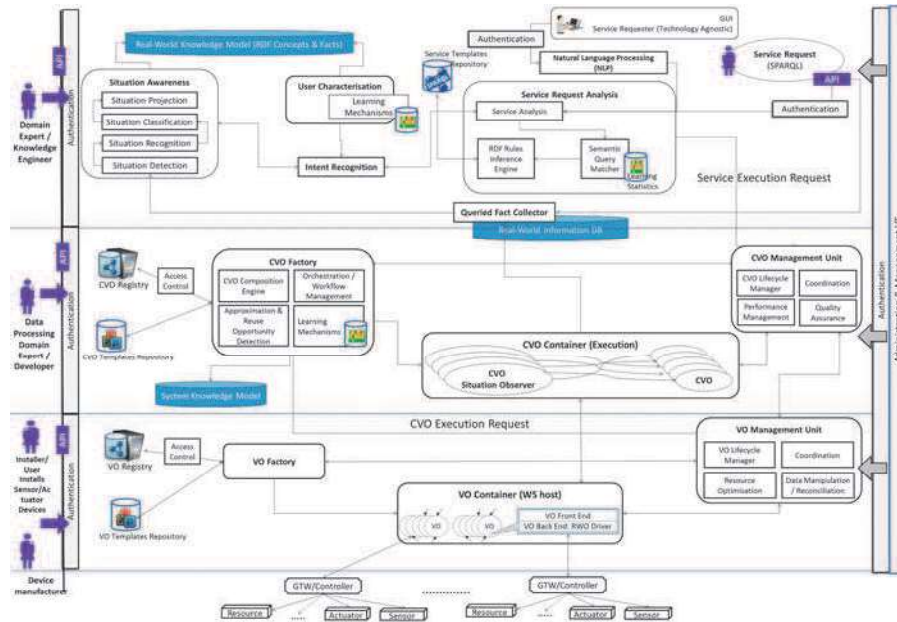 GUI
Service Requester (Technology Agnostic)
Authentication
Real-World Knowledge Model (RDF Concepts & Facts)
Service Templates
Repository
Natural Language Processing
(NLP)
Service Request
(SPARQL)
API
API
Authentication
Situation Awareness
Situation Projection
Situation Classification
Situation Recognition
Situation Detection
User Characterisation
Learning
Mechanisms
Service Request Analysis
Service Analysis
RDF Rules
Inference
Engine
Semantic
Query
Matcher
Learning
Statistics
Intent Recognition
Domain
Expert /
Knowledge
Engineer
Authentication
Service Execution Request
Queried Fact Collector
Real-World Information DB
API
CVO Registry
Access
Control
CVO Templates Repository
CVO Factory
CVO Composition
Engine
Orchestration /
Workflow
Management
Approximation &
Reuse
Opportunity
Detection
Learning
Mechanisms
CVO Management Unit
CVO Lifecycle
Manager
Coordination
Performance
Management
Quality
Assurance
Data
Processing
Domain
Expert /
Developer
Authentication
Authentication
CVO Container (Execution)
CVO
Situation Observer
CVO
System Knowledge Model
CVO Execution Request
API
Installer/
User
Installs
Sensor/Ac
tuator
Devices
Authentication
VO Registry
Access
Control
VO Factory
VO Templates Repository
VO Management Unit
VO Lifecycle
Manager
Coordination
Resource
Optimisation
Data Manipulation
/ Reconciliation
VO Container (WS host)
VO
VO
VO Front End
VO Back End: RWO Driver
Device
manufacturer
GTW/Controller
GTW/Controller
Resource
Actuator
Sensor
Resource
Actuator
Sensor